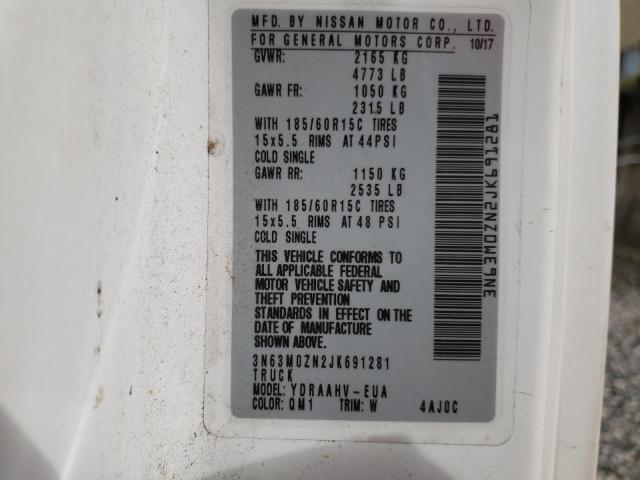 MFD. BY NISSAN MOTOR CO., LTD.
FOR GENERAL MOTORS CORP. 10/17
GVWR: 2165 KG
4773 LB
GAWR FR: 1050 KG
2315 LB
WITH 185/60R15C TIRES
15x5.5 RIMS AT 44PSI
COLD SINGLE
GAWR RR: 1150 KG
2535 LB
WITH 185/60R15C TIRES
15x5.5 RIMS AT 48 PSI
COLD SINGLE
THIS VEHICLE CONFORMS TO
ALL APPLICABLE FEDERAL
MOTOR VEHICLE SAFETY AND
THEFT PREVENTION
STANDARDS IN EFFECT ON THE
DATE OF MANUFACTURE
SHOWN ABOVE.
3N63M0ZN2JK691281
TRUCK
MODEL: YDRAAHV-EUA
COLOR: QM1 TRIM: W 4AJ0C
3N63M0ZN2JK691281